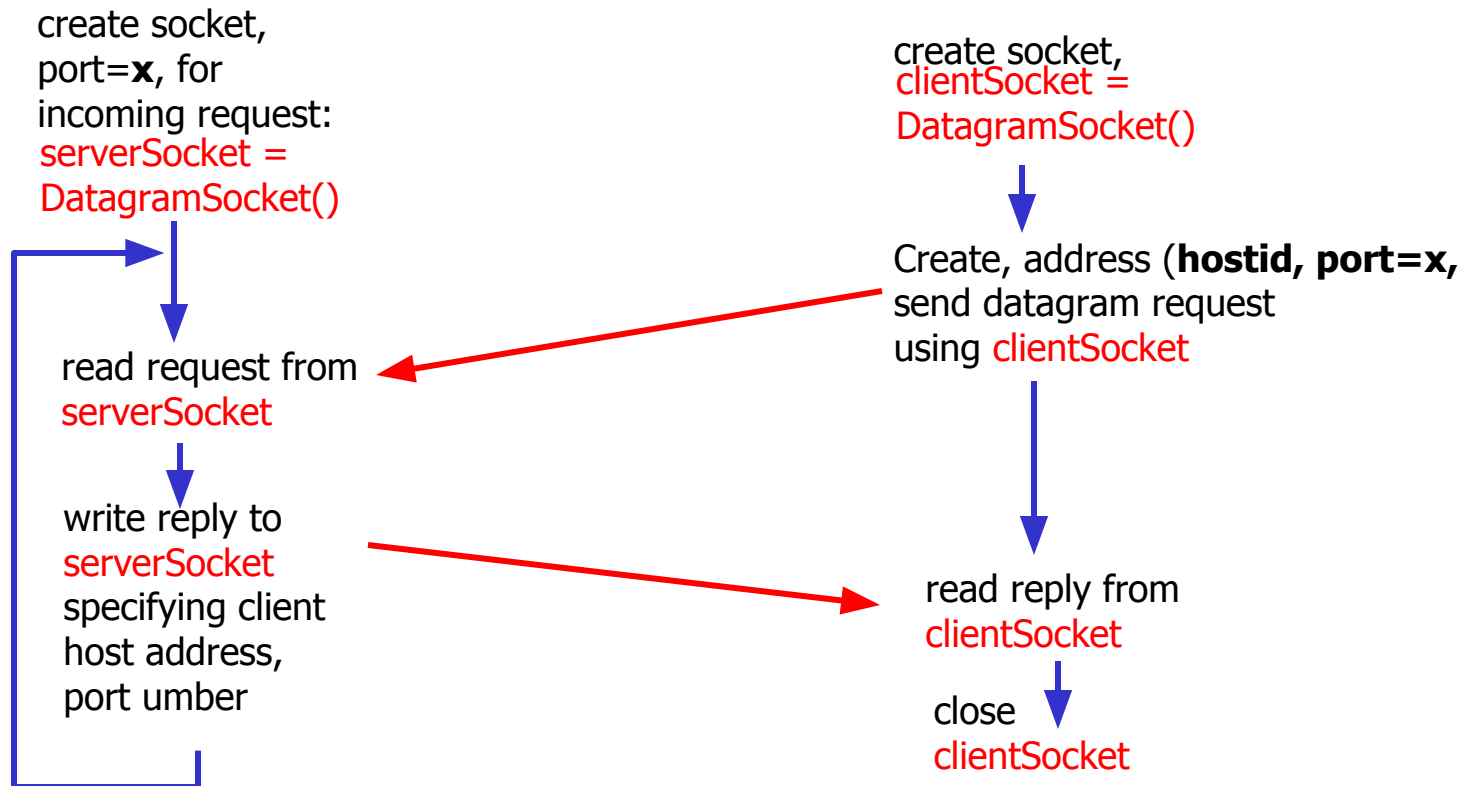 create socket,
port=x, for
incoming request:
serverSocket =
DatagramSocket()
read request from
serverSocket
write reply to
serverSocket
specifying client
host address,
port umber
create socket,
clientSocket =
DatagramSocket()
Create, address (hostid, port=x,
send datagram request
using clientSocket
read reply from
clientSocket
close
clientSocket